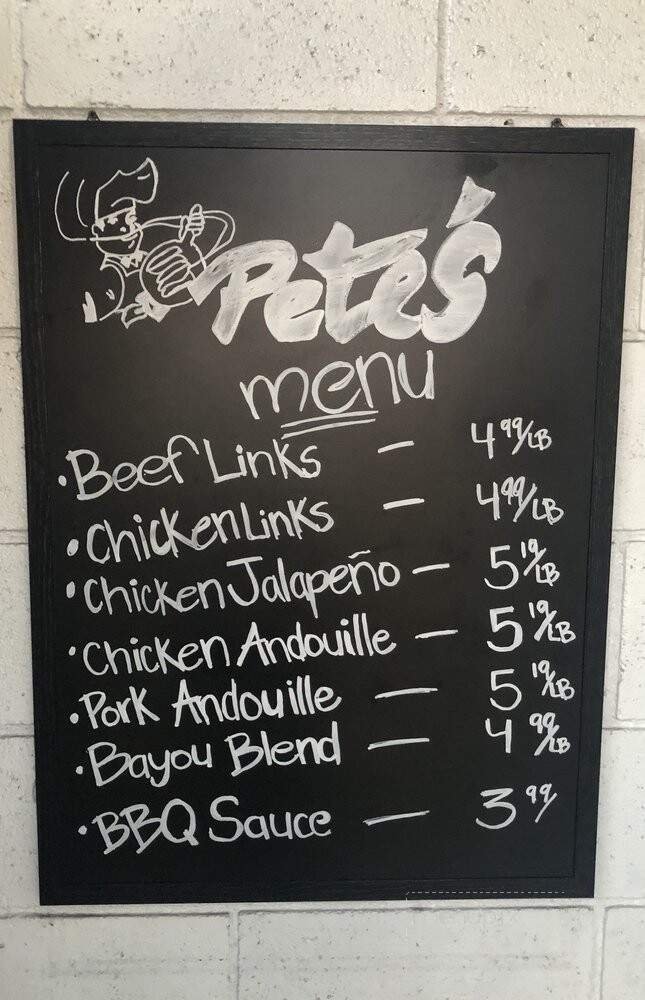 Pete's
menu
· Beef Links — 4 99/LB
· Chicken Links — 4 99/LB
· Chicken Jalapeño — 5 19/LB
· Chicken Andouille — 5 19/LB
· Pork Andouille — 5 19/LB
· Bayou Blend — 4 99/LB
· BBQ Sauce — 3 99/